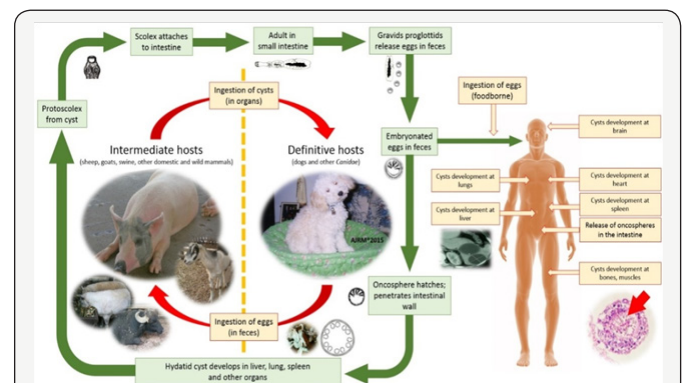 Scolex attaches
to intestine
Adult in
small intestine
Gravids proglottids
release eggs in feces
Protoscolex
from cyst
Ingestion of cysts
(in organs)
Ingestion of eggs
(foodborne)
Intermediate hosts
(sheep, goats, swine, other domestic and wild mammals)
Definitive hosts
(dogs and other Canidae)
Embryonated
eggs in feces
Cysts development at
brain
Cysts development at
lungs
Cysts development at
heart
Cysts development at
liver
Cysts development at
spleen
Release of oncospheres
in the intestine
AJRM*2015
Cysts development at
bones, muscles
Oncosphere hatches;
penetrates intestinal
wall
Ingestion of eggs
(in feces)
Hydatid cyst develops in liver, lung, spleen
and other organs